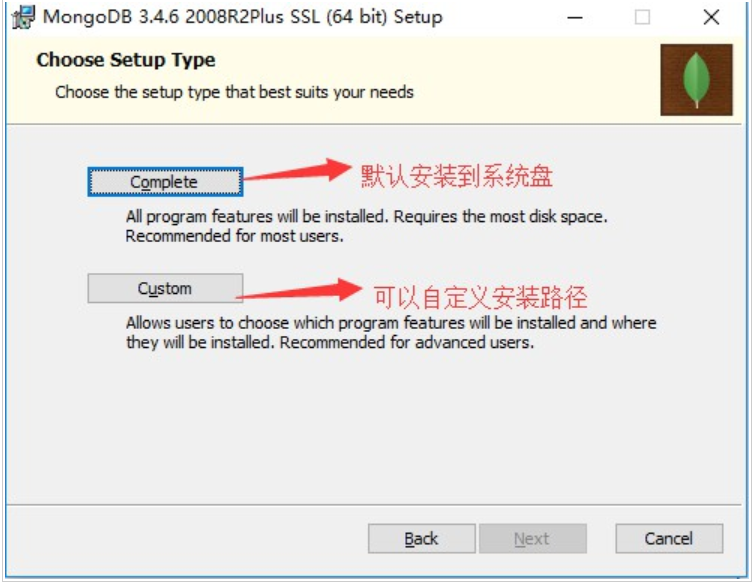 MongoDB 3.4.6 2008R2Plus SSL (64 bit) Setup
Choose Setup Type
Choose the setup type that best suits your needs
Complete
默认安装到系统盘
All program features will be installed. Requires the most disk space.
Recommended for most users.
Custom
可以自定义安装路径
Allows users to choose which program features will be installed and where
they will be installed. Recommended for advanced users.
Back
Next
Cancel